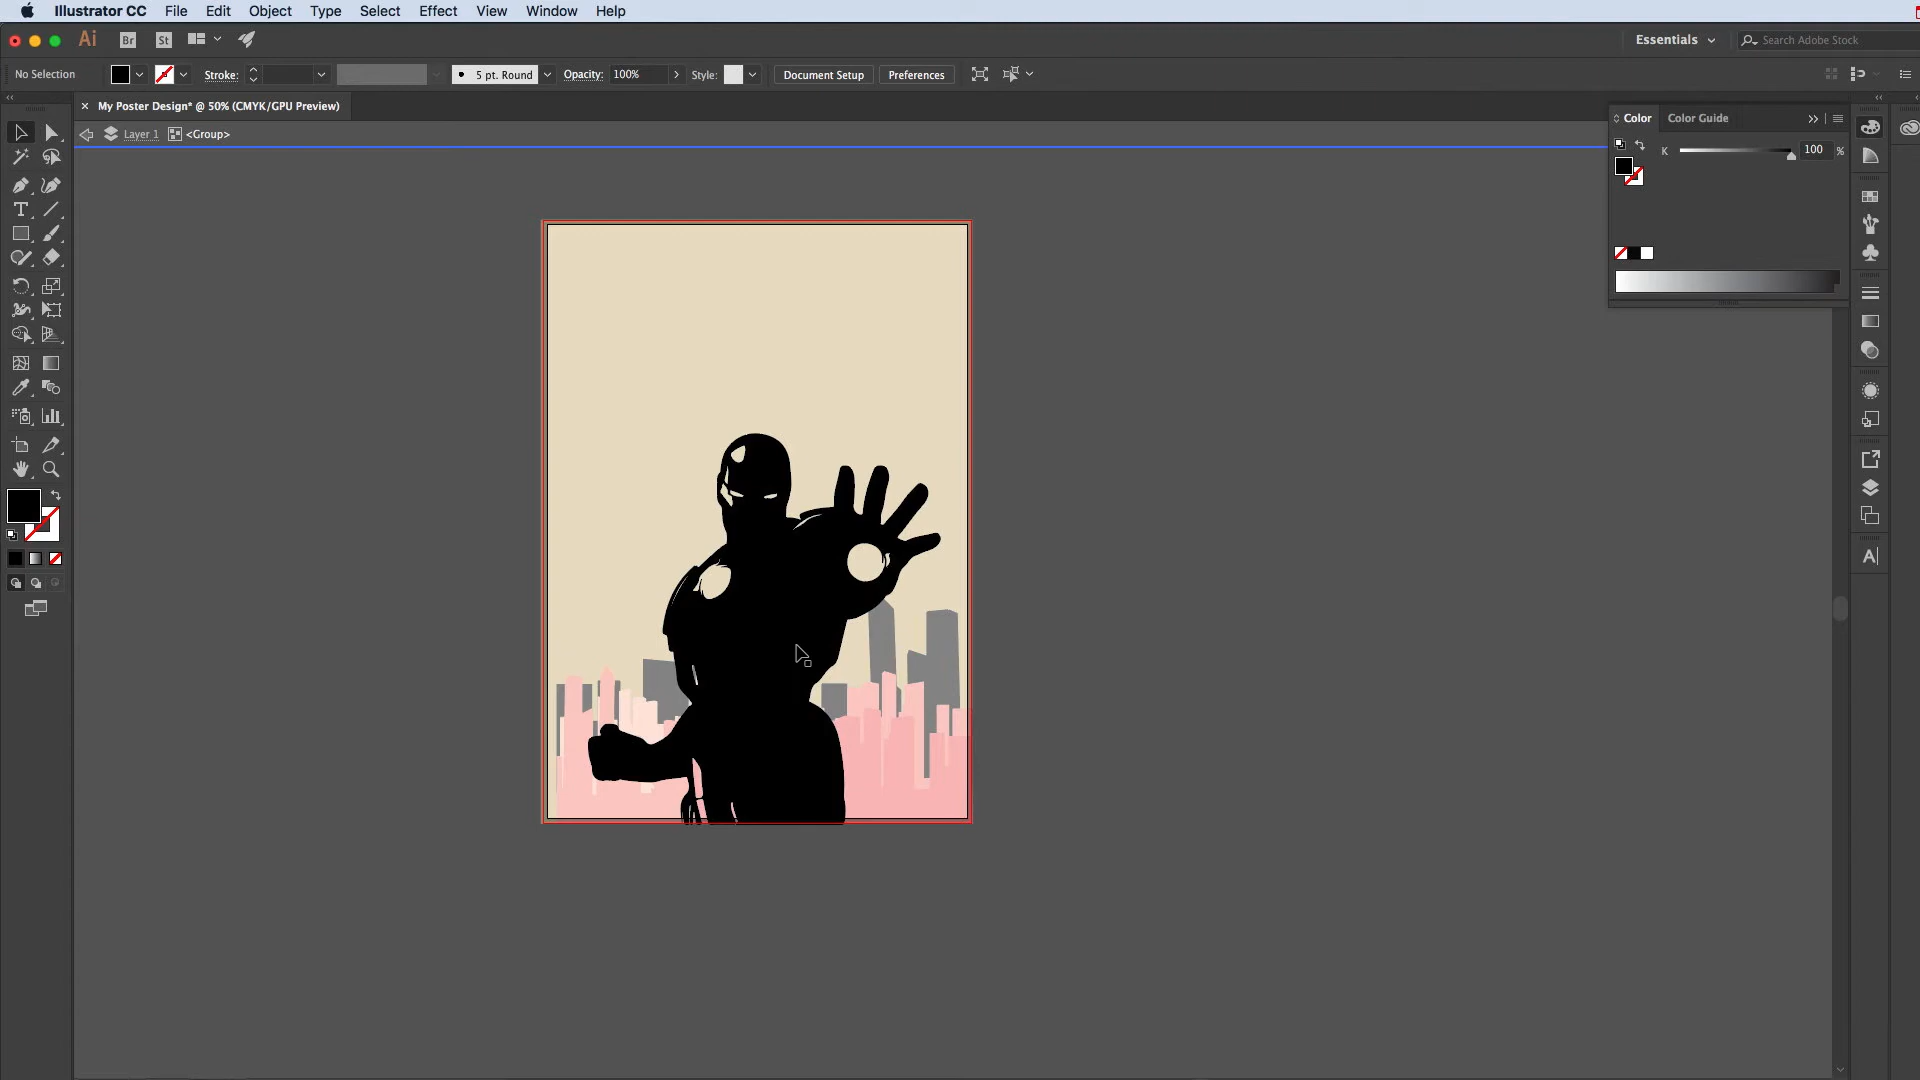 Illustrator CC File Edit Object Type Select Effect View Window Help
Ai Br St Essentials Search Adobe Stock
No Selection Stroke: 5 pt. Round Opacity: 100% Style: Document Setup Preferences
× My Poster Design* @ 50% (CMYK/GPU Preview)
Layer 1 <Group>
Color Color Guide
K 100 %
T
A